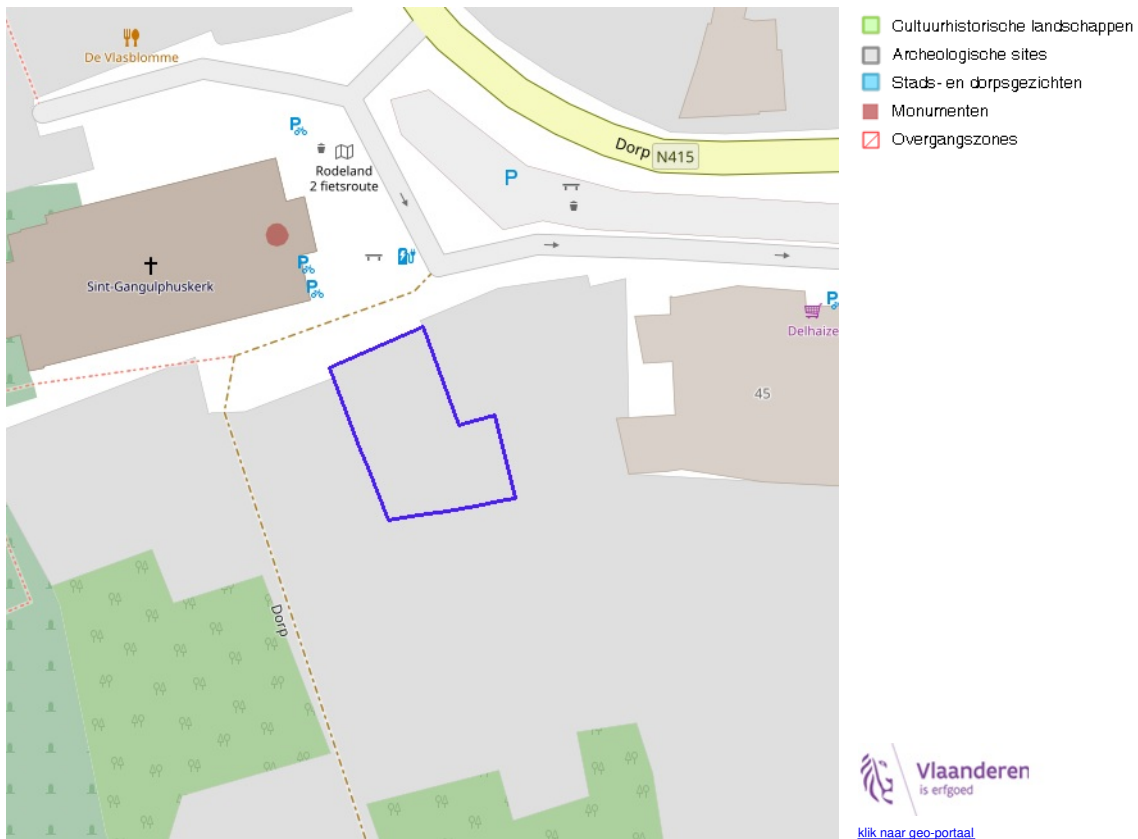 De Vlasblomme
P
Rodeland
2 fietsroute
P
Dorp
N415
Sint-Gangulphuskerk
P
P
P
Delhaize
45
Dorp
Cultuurhistorische landschappen
Archeologische sites
Stads- en dorpsgezichten
Monumenten
Overgangszones
Vlaanderen
is erfgoed
klik naar geo-portaal